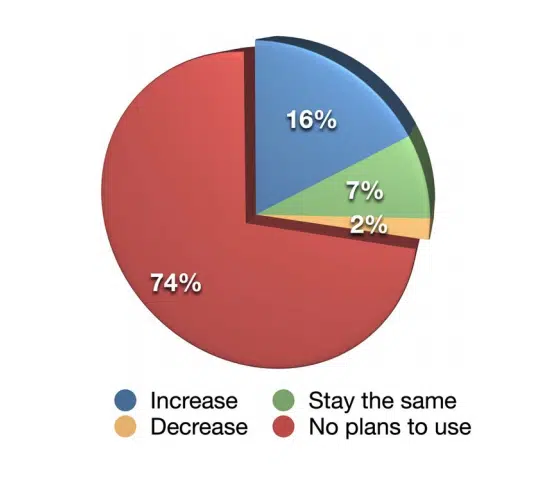 16%
7%
2%
74%
Increase
Stay the same
Decrease
No plans to use